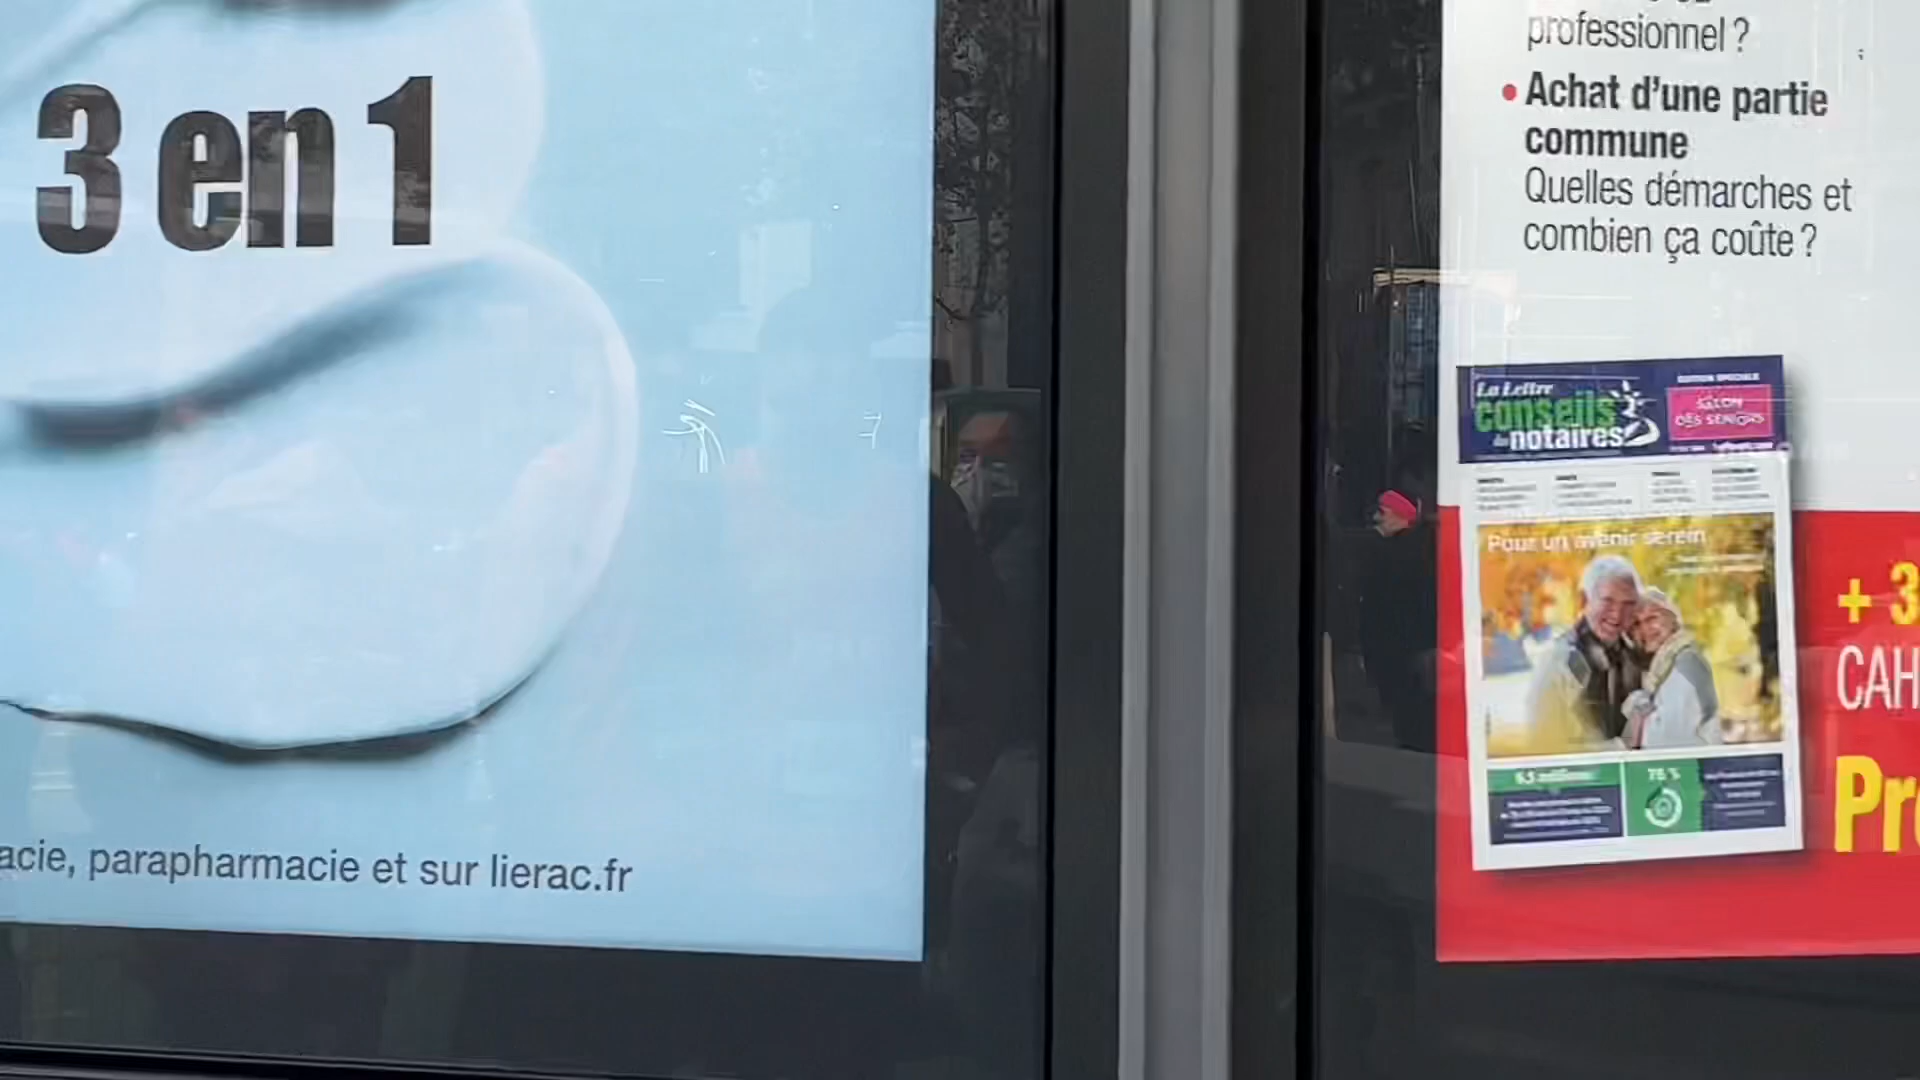 3 en 1
acie, parapharmacie et sur lierac.fr
professionnel ?
• Achat d'une partie
commune
Quelles démarches et
combien ça coûte ?
La Lettre
conseils
des notaires
SALON
DES SENIORS
Pour un avenir serein
76 %
+ 3
CAH
Pr